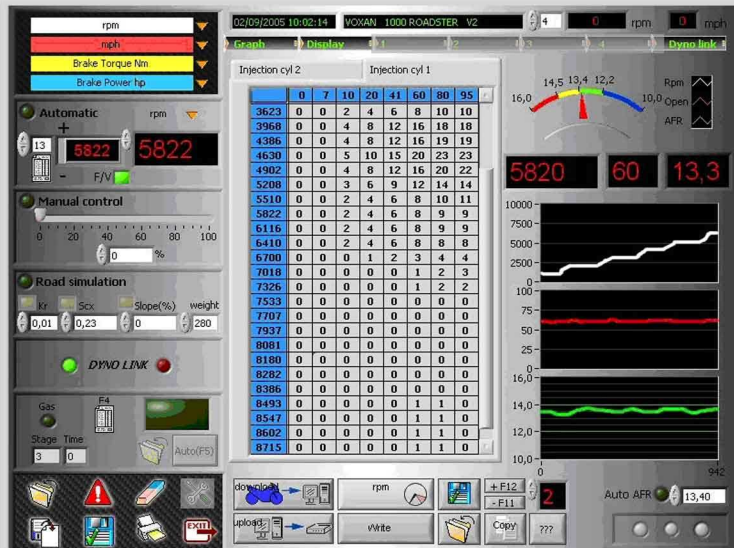 rpm
mph
Brake Torque Nm
Brake Power hp
02/09/2005 10:02:14 VOXAN 1000 ROADSTER V2 4 0 rpm 0 mph
Graph Display 1 2 3 4 Dyno link
Injection cyl 2 Injection cyl 1
0 7 10 20 41 60 80 95
3623 0 0 2 4 6 8 10 10
3968 0 0 4 8 12 16 18 18
4386 0 0 4 8 12 16 19 19
4630 0 0 5 10 15 20 23 23
4902 0 0 4 8 12 16 20 22
5208 0 0 3 6 9 12 14 14
5510 0 0 2 4 6 8 10 11
5822 0 0 2 4 6 8 9 9
6116 0 0 2 4 6 8 9 9
6410 0 0 2 4 6 8 8 8
6700 0 0 0 1 2 3 4 4
7018 0 0 0 0 0 1 2 3
7326 0 0 0 0 0 1 2 2
7533 0 0 0 0 0 0 0 0
7707 0 0 0 0 0 0 0 0
7937 0 0 0 0 0 0 0 0
8081 0 0 0 0 0 0 0 0
8180 0 0 0 0 0 0 0 0
8282 0 0 0 0 0 0 0 0
8386 0 0 0 0 0 0 0 0
8493 0 0 0 0 0 1 1 0
8547 0 0 0 0 0 1 1 0
8602 0 0 0 0 0 1 1 0
8715 0 0 0 0 0 1 1 0
Automatic rpm
+
13 5822 5822
- F/V
Manual control
0 20 40 60 80 100
0 %
Road simulation
Kr Scx Slope(%) weight
0,01 0,23 0 280
DYNO LINK
Gas F4
Stage Time
3 0 Auto(F5)
EXIT
download rpm + F12
- F11
upload Write Copy ???
2
16,0 14,5 13,4 12,2 10,0
Rpm
Open
AFR
5820 60 13,3
10000
7500
5000
2500
0
100
75
50
25
0
16,0
14,0
12,0
10,0
0 942
Auto AFR 13,40